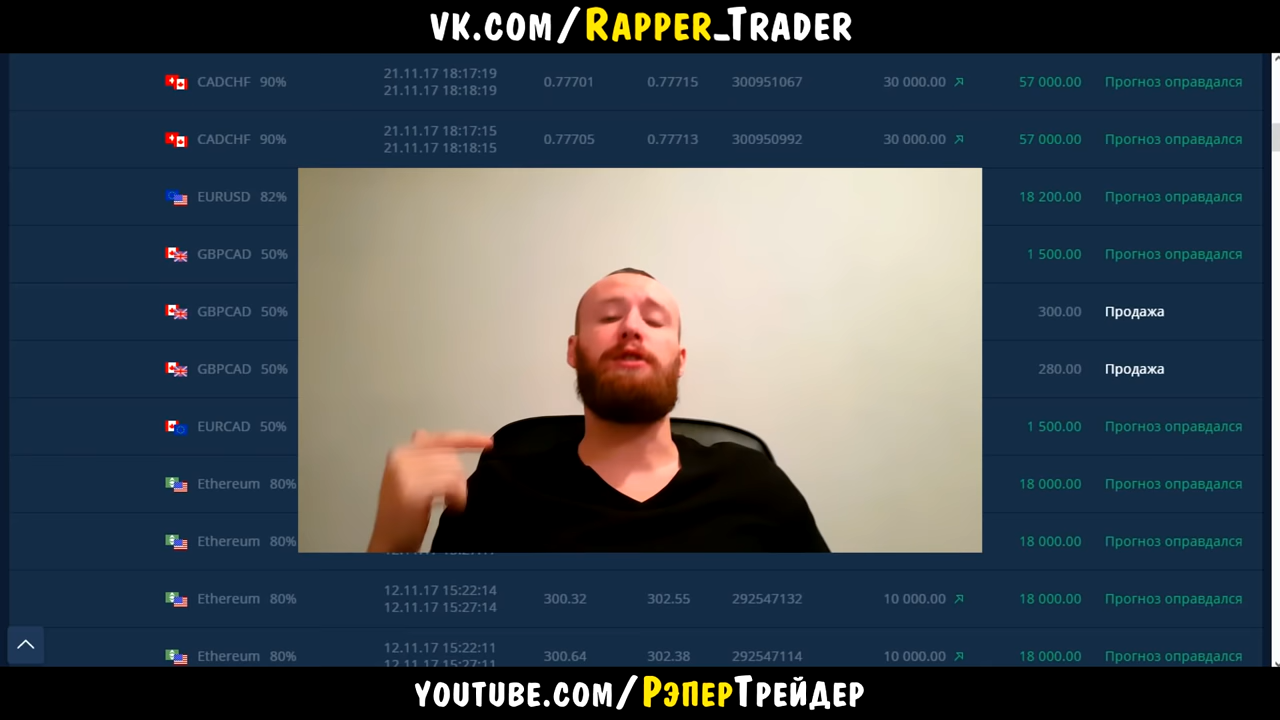 VK.COM/RAPPER_TRADER
CADCHF 90% 21.11.17 18:17:19 0.77701 0.77715 300951067 30 000.00 57 000.00 Прогноз оправдался
21.11.17 18:18:19
CADCHF 90% 21.11.17 18:17:15 0.77705 0.77713 300950992 30 000.00 57 000.00 Прогноз оправдался
21.11.17 18:18:15
EURUSD 82% 18 200.00 Прогноз оправдался
GBPCAD 50% 1 500.00 Прогноз оправдался
GBPCAD 50% 300.00 Продажа
GBPCAD 50% 280.00 Продажа
EURCAD 50% 1 500.00 Прогноз оправдался
Ethereum 80% 18 000.00 Прогноз оправдался
Ethereum 80% 18 000.00 Прогноз оправдался
Ethereum 80% 12.11.17 15:22:14 300.32 302.55 292547132 10 000.00 18 000.00 Прогноз оправдался
12.11.17 15:27:14
Ethereum 80% 12.11.17 15:22:11 300.64 302.38 292547114 10 000.00 18 000.00 Прогноз оправдался
12.11.17 15:27:11
YOUTUBE.COM/РЭПЕРТРЕЙДЕР